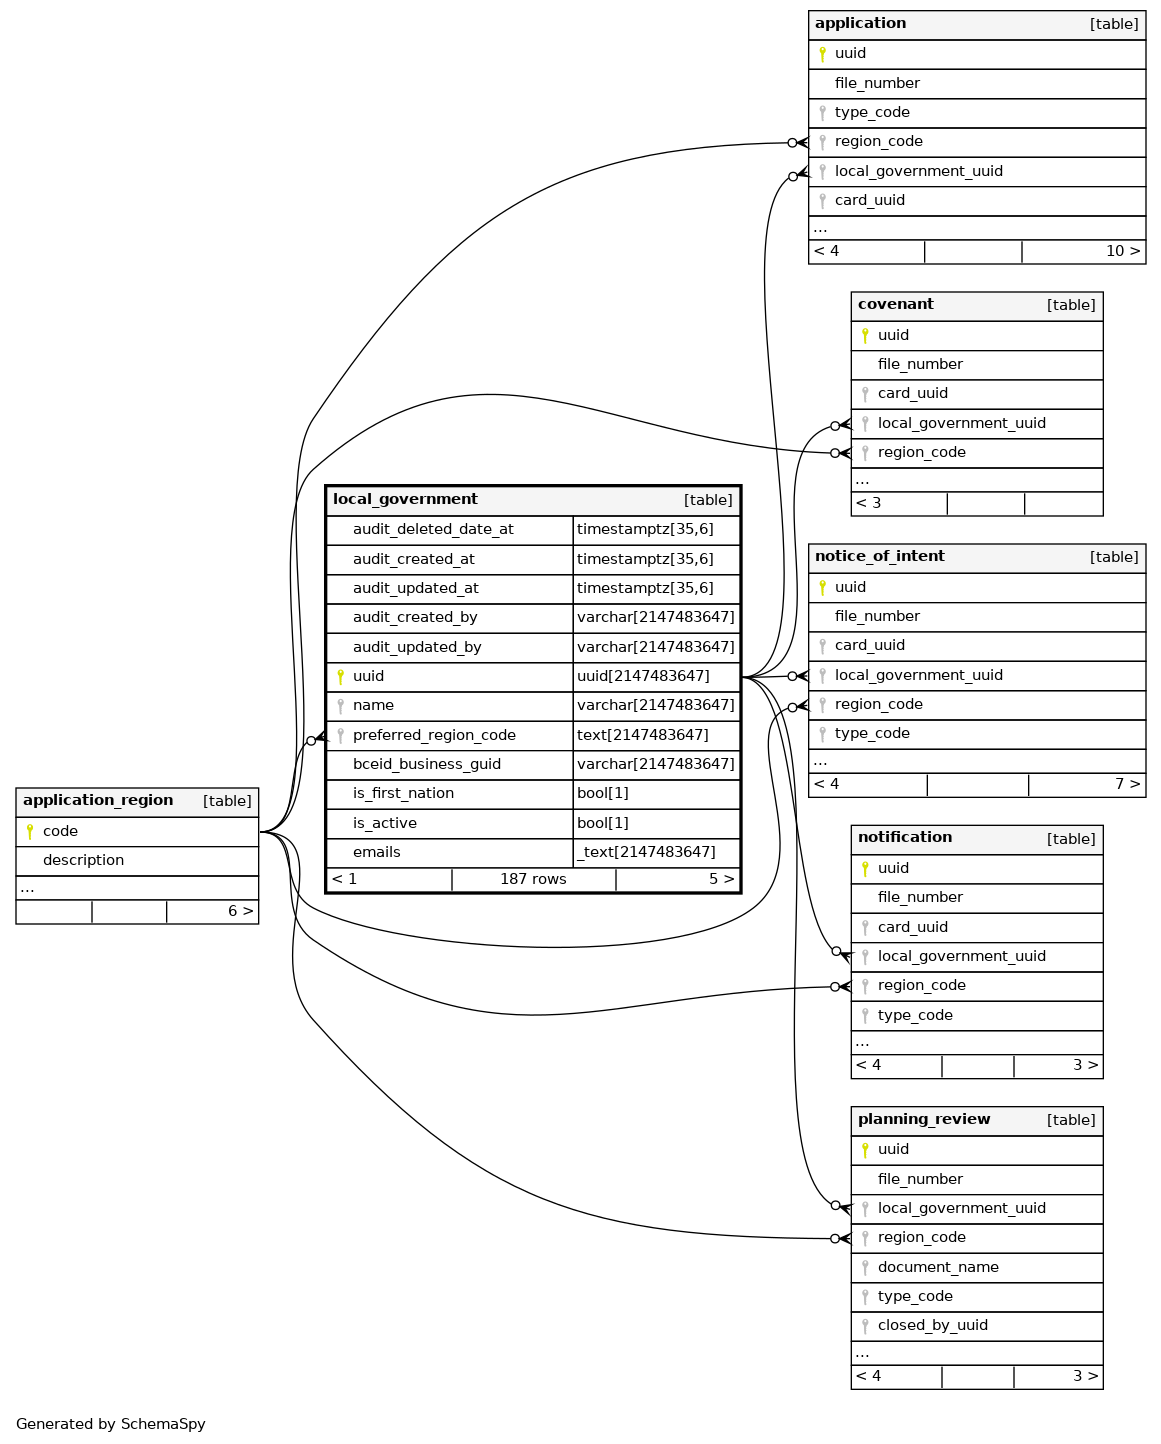 application [table]
uuid
file_number
type_code
region_code
local_government_uuid
card_uuid
...
< 4 10 >
covenant [table]
uuid
file_number
card_uuid
local_government_uuid
region_code
...
< 3
local_government [table]
audit_deleted_date_at timestamptz[35,6]
audit_created_at timestamptz[35,6]
audit_updated_at timestamptz[35,6]
audit_created_by varchar[2147483647]
audit_updated_by varchar[2147483647]
uuid uuid[2147483647]
name varchar[2147483647]
preferred_region_code text[2147483647]
bceid_business_guid varchar[2147483647]
is_first_nation bool[1]
is_active bool[1]
emails _text[2147483647]
< 1 187 rows 5 >
notice_of_intent [table]
uuid
file_number
card_uuid
local_government_uuid
region_code
type_code
...
< 4 7 >
application_region [table]
code
description
...
6 >
notification [table]
uuid
file_number
card_uuid
local_government_uuid
region_code
type_code
...
< 4 3 >
planning_review [table]
uuid
file_number
local_government_uuid
region_code
document_name
type_code
closed_by_uuid
...
< 4 3 >
Generated by SchemaSpy